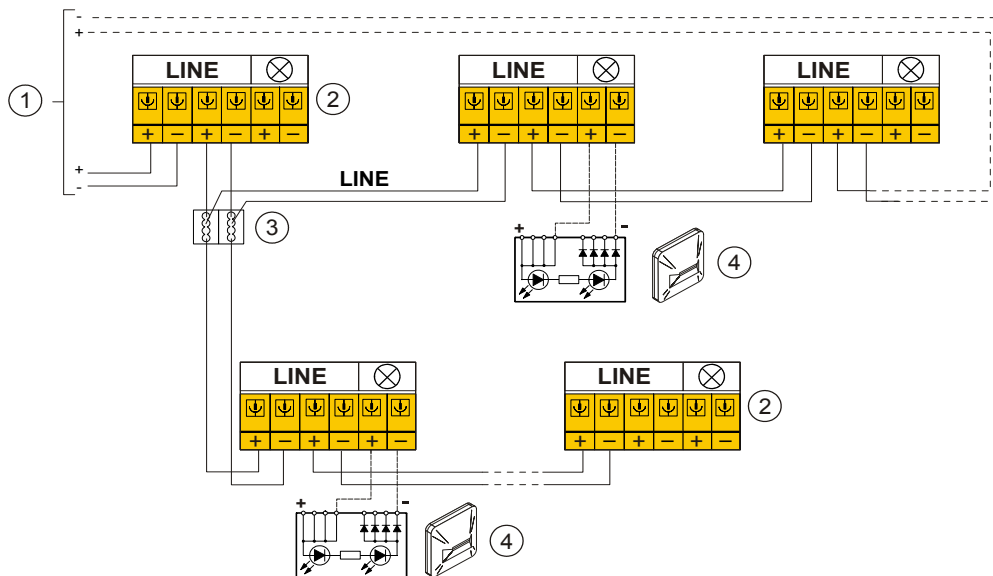 -
+
LINE
LINE
LINE
1
2
+ − + − + −
+ − + − + −
+ − + − + −
+
-
LINE
3
+ -
4
LINE
LINE
2
+ − + − + −
+ − + − + −
+ -
4